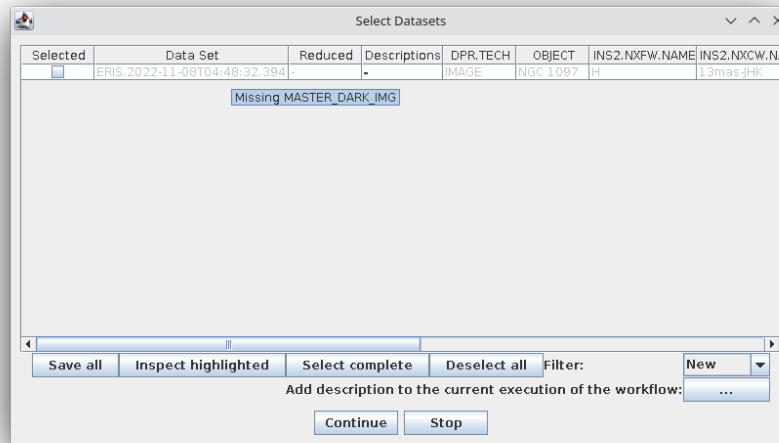 Select Datasets
Selected Data Set Reduced Descriptions DPR.TECH OBJECT INS2.NXFW.NAME INS2.NXCW.N
ERIS.2022-11-08T04:48:32.394 - - IMAGE NGC 1097 H 13mas-JHK
Missing MASTER_DARK_IMG
Save all Inspect highlighted Select complete Deselect all Filter: New
Add description to the current execution of the workflow: ...
Continue Stop